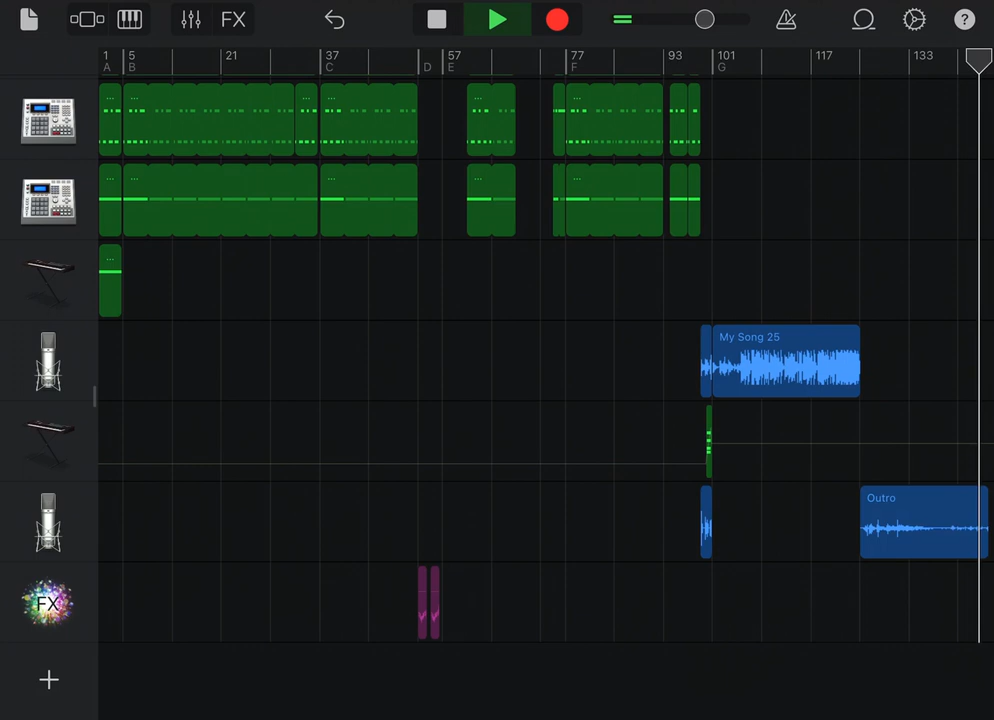 FX ?
1 5 21 37 57 77 93 101 117 133
A B C D E F G
... ... ... ... ...
... ... ... ... ...
...
My Song 25
Outro
FX